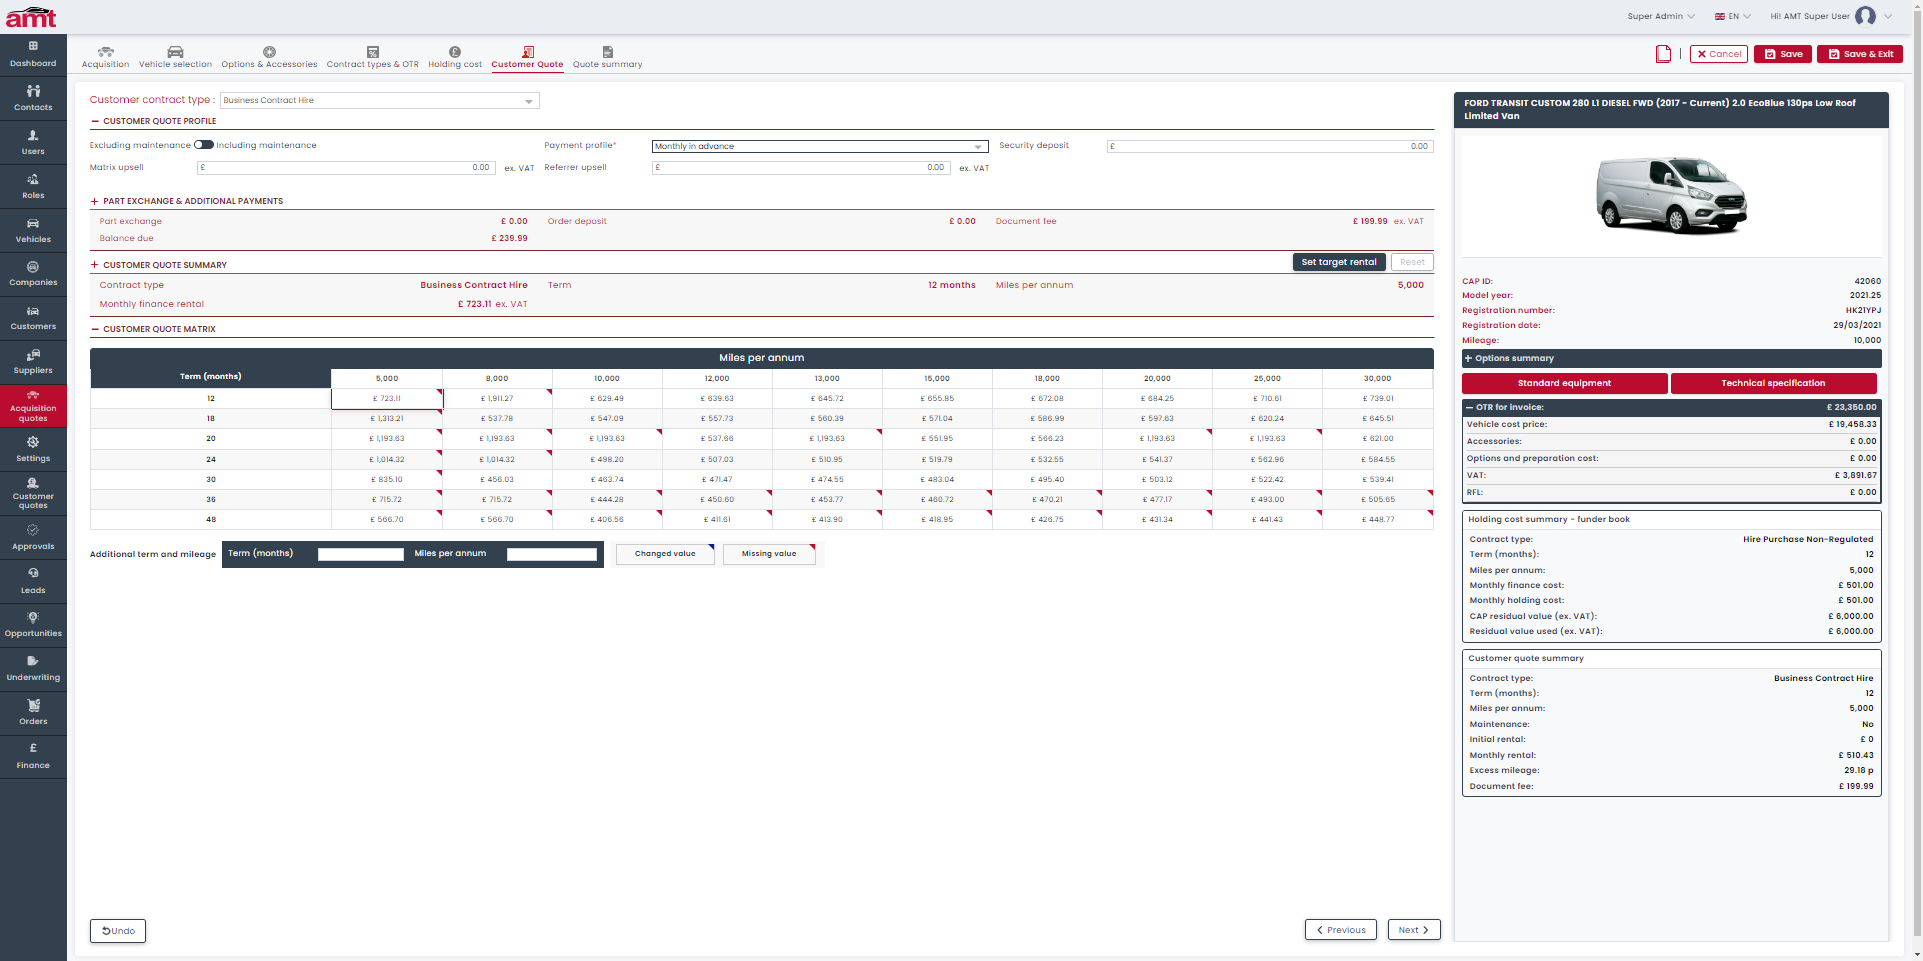 amt
Super Admin
EN
Hi! AMT Super User
Dashboard
Contacts
Users
Roles
Vehicles
Companies
Customers
Suppliers
Acquisition quotes
Settings
Customer quotes
Approvals
Leads
Opportunities
Underwriting
Orders
Finance
Acquisition
Vehicle selection
Options & Accessories
Contract types & OTR
Holding cost
Customer Quote
Quote summary
Cancel
Save
Save & Exit
Customer contract type : Business Contract Hire
CUSTOMER QUOTE PROFILE
Excluding maintenance Including maintenance
Payment profile* Monthly in advance
Security deposit £ 0.00
Matrix upsell £ 0.00 ex. VAT
Referrer upsell £ 0.00 ex. VAT
PART EXCHANGE & ADDITIONAL PAYMENTS
Part exchange £ 0.00 Order deposit £ 0.00 Document fee £ 199.99 ex. VAT
Balance due £ 239.99
CUSTOMER QUOTE SUMMARY
Set target rental
Reset
Contract type Business Contract Hire Term 12 months Miles per annum 5,000
Monthly finance rental £ 723.11 ex. VAT
CUSTOMER QUOTE MATRIX
Miles per annum
Term (months) 5,000 8,000 10,000 12,000 13,000 15,000 18,000 20,000 25,000 30,000
12 £ 723.11 £ 1,911.27 £ 629.49 £ 639.63 £ 645.72 £ 655.85 £ 672.08 £ 684.25 £ 710.61 £ 739.01
18 £ 1,313.21 £ 537.78 £ 547.09 £ 557.73 £ 560.39 £ 571.04 £ 586.99 £ 597.63 £ 620.24 £ 645.51
20 £ 1,193.63 £ 1,193.63 £ 1,193.63 £ 537.66 £ 1,193.63 £ 551.95 £ 566.23 £ 1,193.63 £ 1,193.63 £ 621.00
24 £ 1,014.32 £ 1,014.32 £ 498.20 £ 507.03 £ 510.95 £ 519.79 £ 532.55 £ 541.37 £ 562.96 £ 584.55
30 £ 835.10 £ 456.03 £ 463.74 £ 471.47 £ 474.55 £ 483.04 £ 495.40 £ 503.12 £ 522.42 £ 539.41
36 £ 715.72 £ 715.72 £ 444.28 £ 450.60 £ 453.77 £ 460.72 £ 470.21 £ 477.17 £ 493.00 £ 505.65
48 £ 566.70 £ 566.70 £ 406.56 £ 411.61 £ 413.90 £ 418.95 £ 426.75 £ 431.34 £ 441.43 £ 448.77
Additional term and mileage Term (months) Miles per annum
Changed value
Missing value
Undo
Previous
Next
FORD TRANSIT CUSTOM 280 L1 DIESEL FWD (2017 - Current) 2.0 EcoBlue 130ps Low Roof
Limited Van
CAP ID: 42060
Model year: 2021.25
Registration number: HK21YPJ
Registration date: 29/03/2021
Mileage: 10,000
Options summary
Standard equipment
Technical specification
OTR for invoice: £ 23,350.00
Vehicle cost price: £ 19,458.33
Accessories: £ 0.00
Options and preparation cost: £ 0.00
VAT: £ 3,891.67
RFL: £ 0.00
Holding cost summary - funder book
Contract type: Hire Purchase Non-Regulated
Term (months): 12
Miles per annum: 5,000
Monthly finance cost: £ 501.00
Monthly holding cost: £ 501.00
CAP residual value (ex. VAT): £ 6,000.00
Residual value used (ex. VAT): £ 6,000.00
Customer quote summary
Contract type: Business Contract Hire
Term (months): 12
Miles per annum: 5,000
Maintenance: No
Initial rental: £ 0
Monthly rental: £ 510.43
Excess mileage: 29.18 p
Document fee: £ 199.99